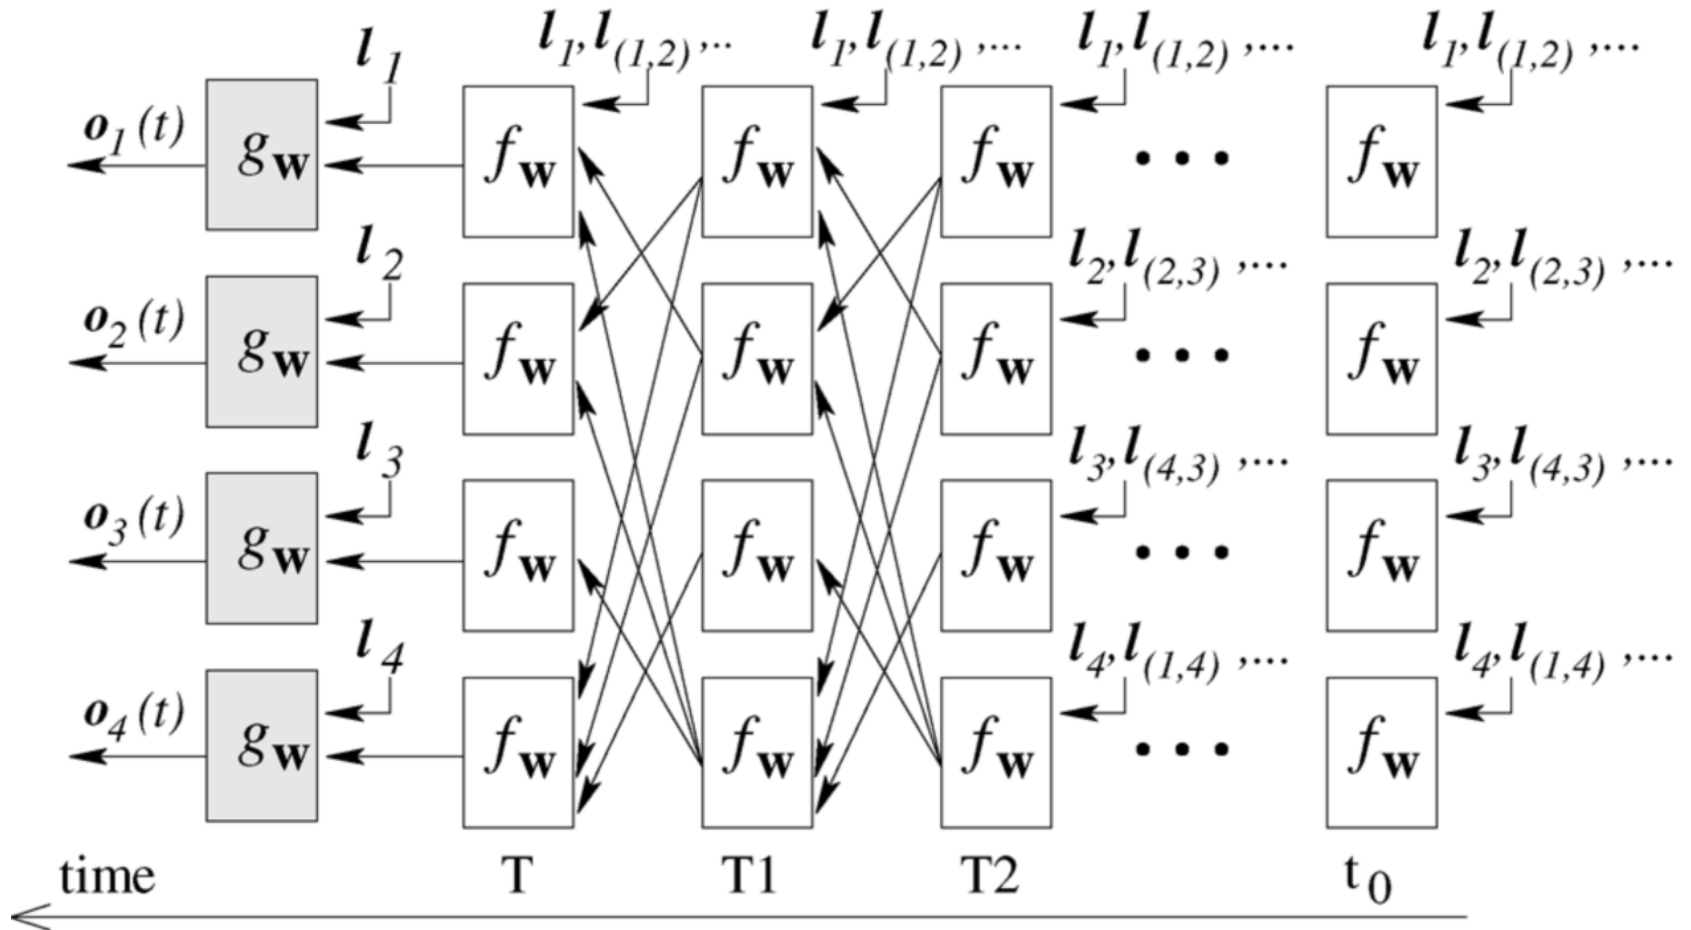 l1 l1,l(1,2) ,.. l1,l(1,2) ,... l1,l(1,2) ,... l1,l(1,2) ,...
o1(t) gw fw fw fw • • • fw
l2 l2,l(2,3) ,... l2,l(2,3) ,...
o2(t) gw fw fw fw • • • fw
l3 l3,l(4,3) ,... l3,l(4,3) ,...
o3(t) gw fw fw fw • • • fw
l4 l4,l(1,4) ,... l4,l(1,4) ,...
o4(t) gw fw fw fw • • • fw
time T T1 T2 t0